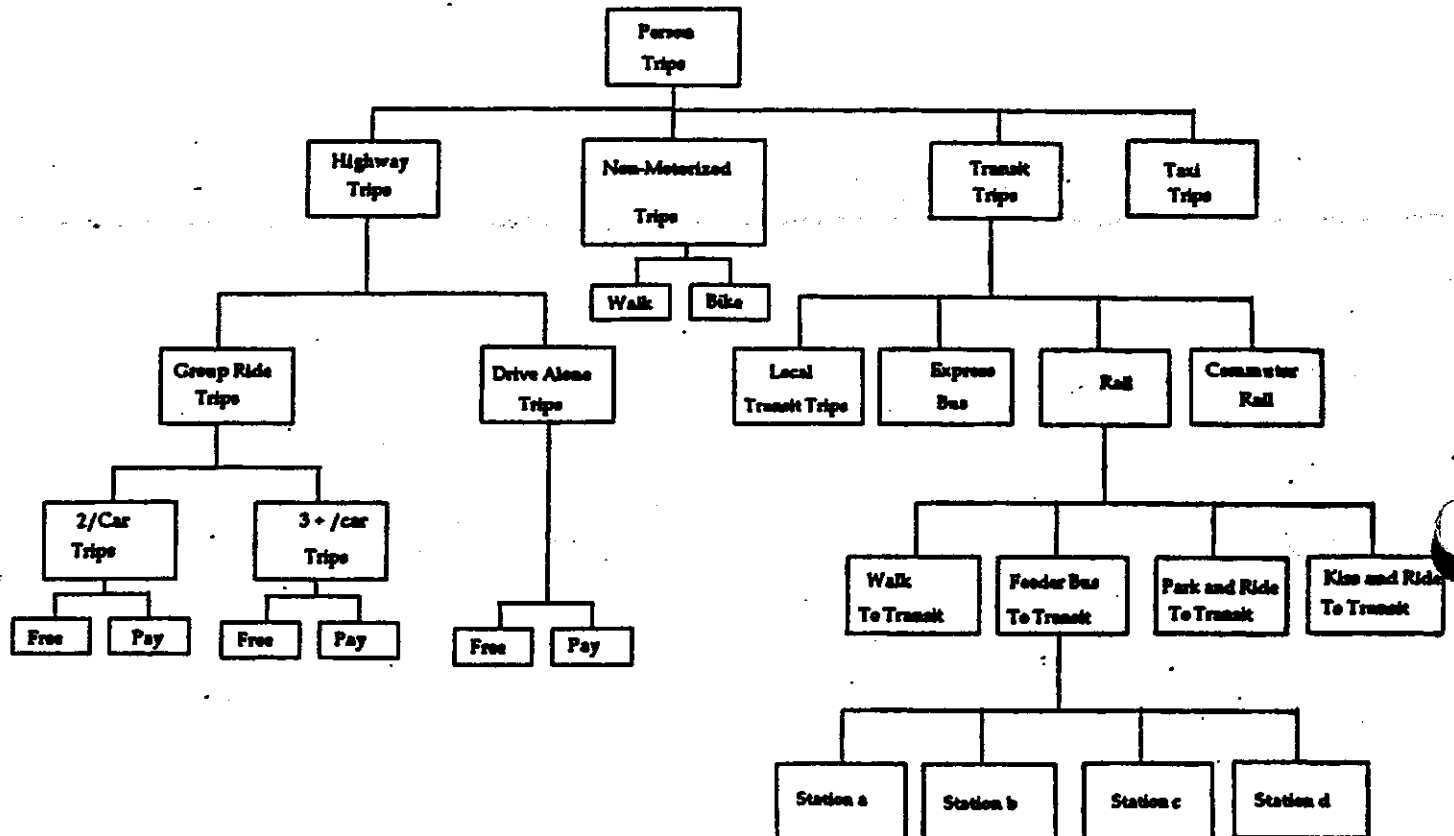 Person
Trips
Highway
Trips
Non-Motorized
Trips
Transit
Trips
Taxi
Trips
Walk
Bike
Group Ride
Trips
Drive Alone
Trips
Local
Transit Trips
Express
Bus
Rail
Commuter
Rail
2/Car
Trips
3 + /car
Trips
Walk
To Transit
Feeder Bus
To Transit
Park and Ride
To Transit
Kiss and Ride
To Transit
Free
Pay
Free
Pay
Free
Pay
Station a
Station b
Station c
Station d